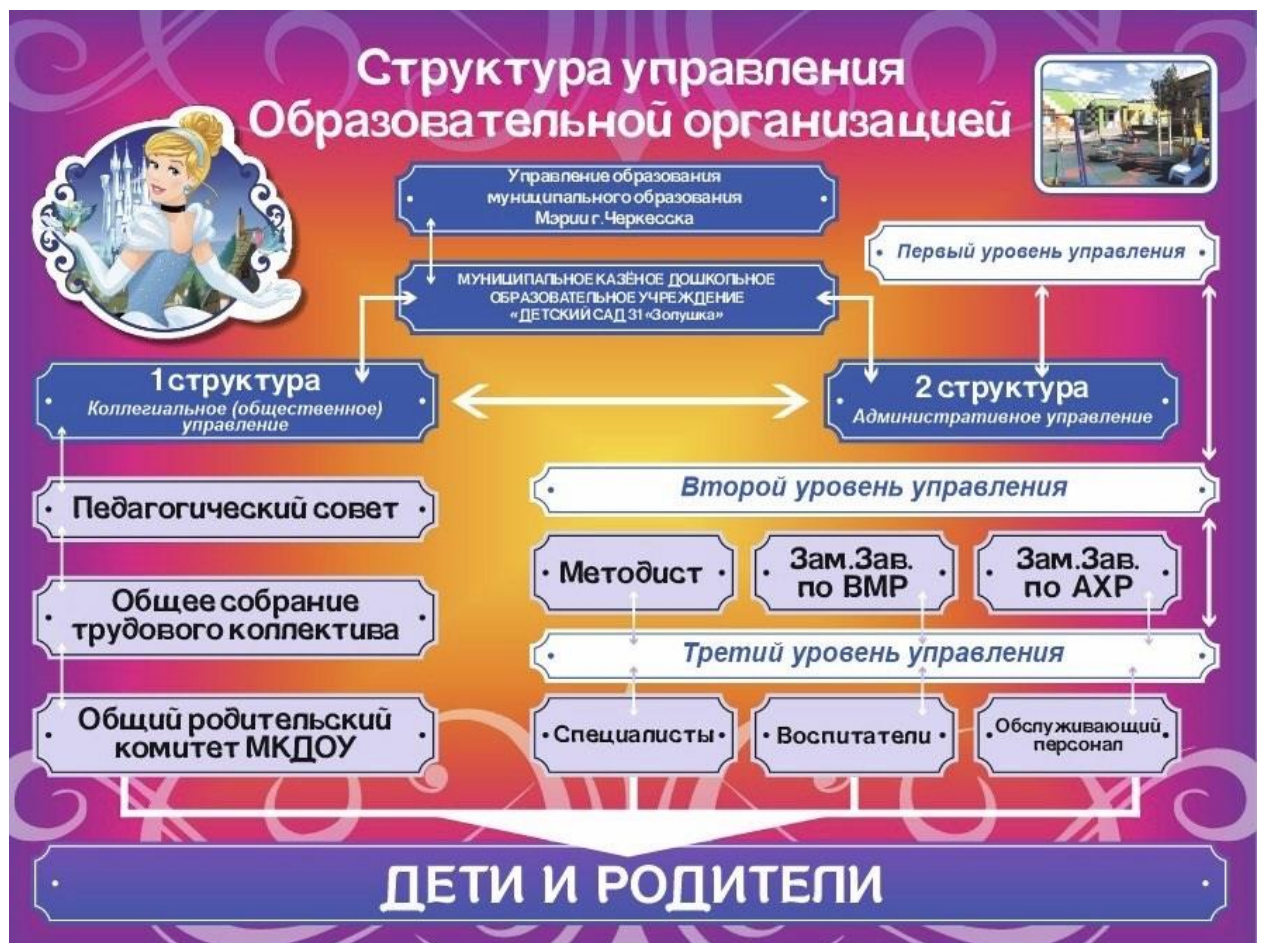 Структура управления
Образовательной организацией
Управление образования
муниципального образования
Мэрии г.Черкесска
МУНИЦИПАЛЬНОЕ КАЗЁНОЕ ДОШКОЛЬНОЕ
ОБРАЗОВАТЕЛЬНОЕ УЧРЕЖДЕНИЕ
«ДЕТСКИЙ САД 31 «Золушка»
Первый уровень управления
1 структура
Коллегиальное (общественное)
управление
2 структура
Административное управление
Педагогический совет
Общее собрание
трудового коллектива
Общий родительский
комитет МКДОУ
Второй уровень управления
Методист
Зам.Зав.
по ВМР
Зам.Зав.
по АХР
Третий уровень управления
Специалисты
Воспитатели
Обслуживающий
персонал
ДЕТИ И РОДИТЕЛИ